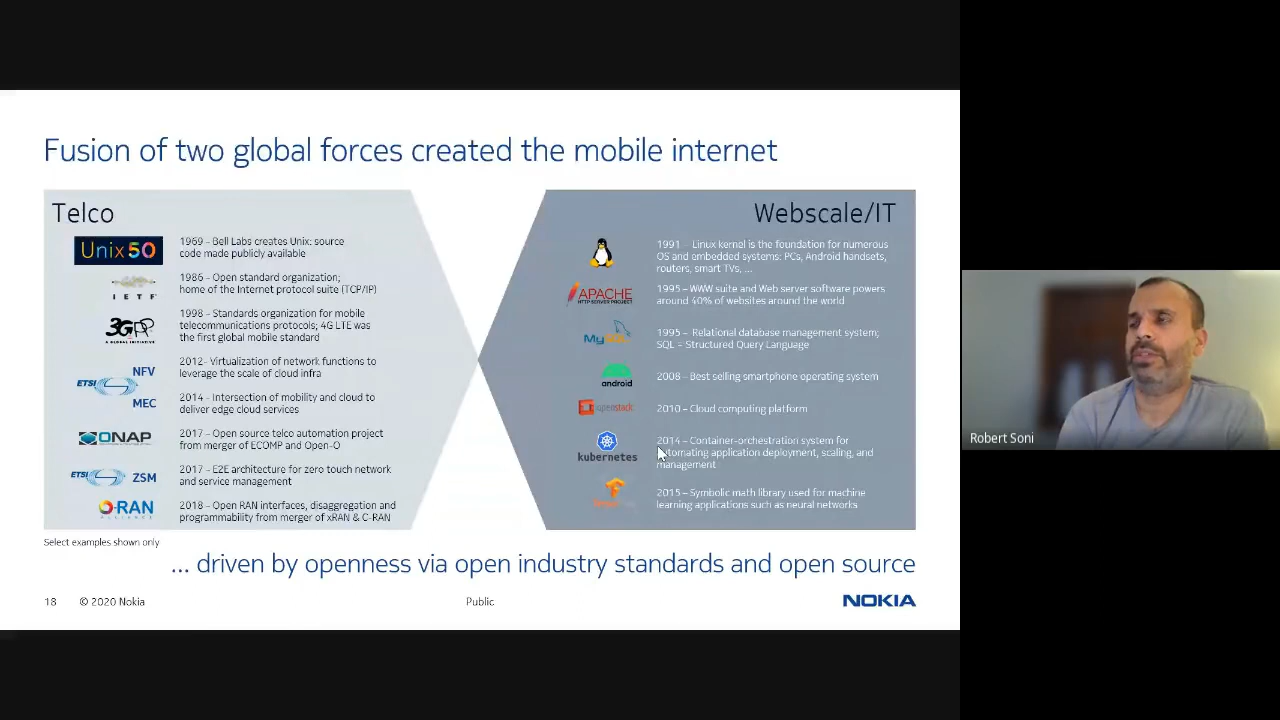 Fusion of two global forces created the mobile internet
Telco
Unix50
1969 – Bell Labs creates Unix: source
code made publicly available
IETF
1986 – Open standard organization;
home of the Internet protocol suite (TCP/IP)
3GPP
A GLOBAL INITIATIVE
1998 – Standards organization for mobile
telecommunications protocols; 4G LTE was
the first global mobile standard
ETSI
NFV
MEC
2012- Virtualization of network functions to
leverage the scale of cloud infra
2014 - Intersection of mobility and cloud to
deliver edge cloud services
ONAP
2017 – Open source telco automation project
from merger of ECOMP and Open-O
ETSI
ZSM
2017 – E2E architecture for zero touch network
and service management
O-RAN
ALLIANCE
2018 – Open RAN interfaces, disaggregation and
programmability from merger of xRAN & C-RAN
Select examples shown only
Webscale/IT
1991 – Linux kernel is the foundation for numerous
OS and embedded systems: PCs, Android handsets,
routers, smart TVs, ...
APACHE
HTTP SERVER PROJECT
1995 – WWW suite and Web server software powers
around 40% of websites around the world
MySQL
1995 – Relational database management system;
SQL = Structured Query Language
android
2008 – Best selling smartphone operating system
openstack
2010 – Cloud computing platform
kubernetes
2014 – Container-orchestration system for
automating application deployment, scaling, and
management
2015 – Symbolic math library used for machine
learning applications such as neural networks
... driven by openness via open industry standards and open source
18 © 2020 Nokia Public NOKIA
Robert Soni